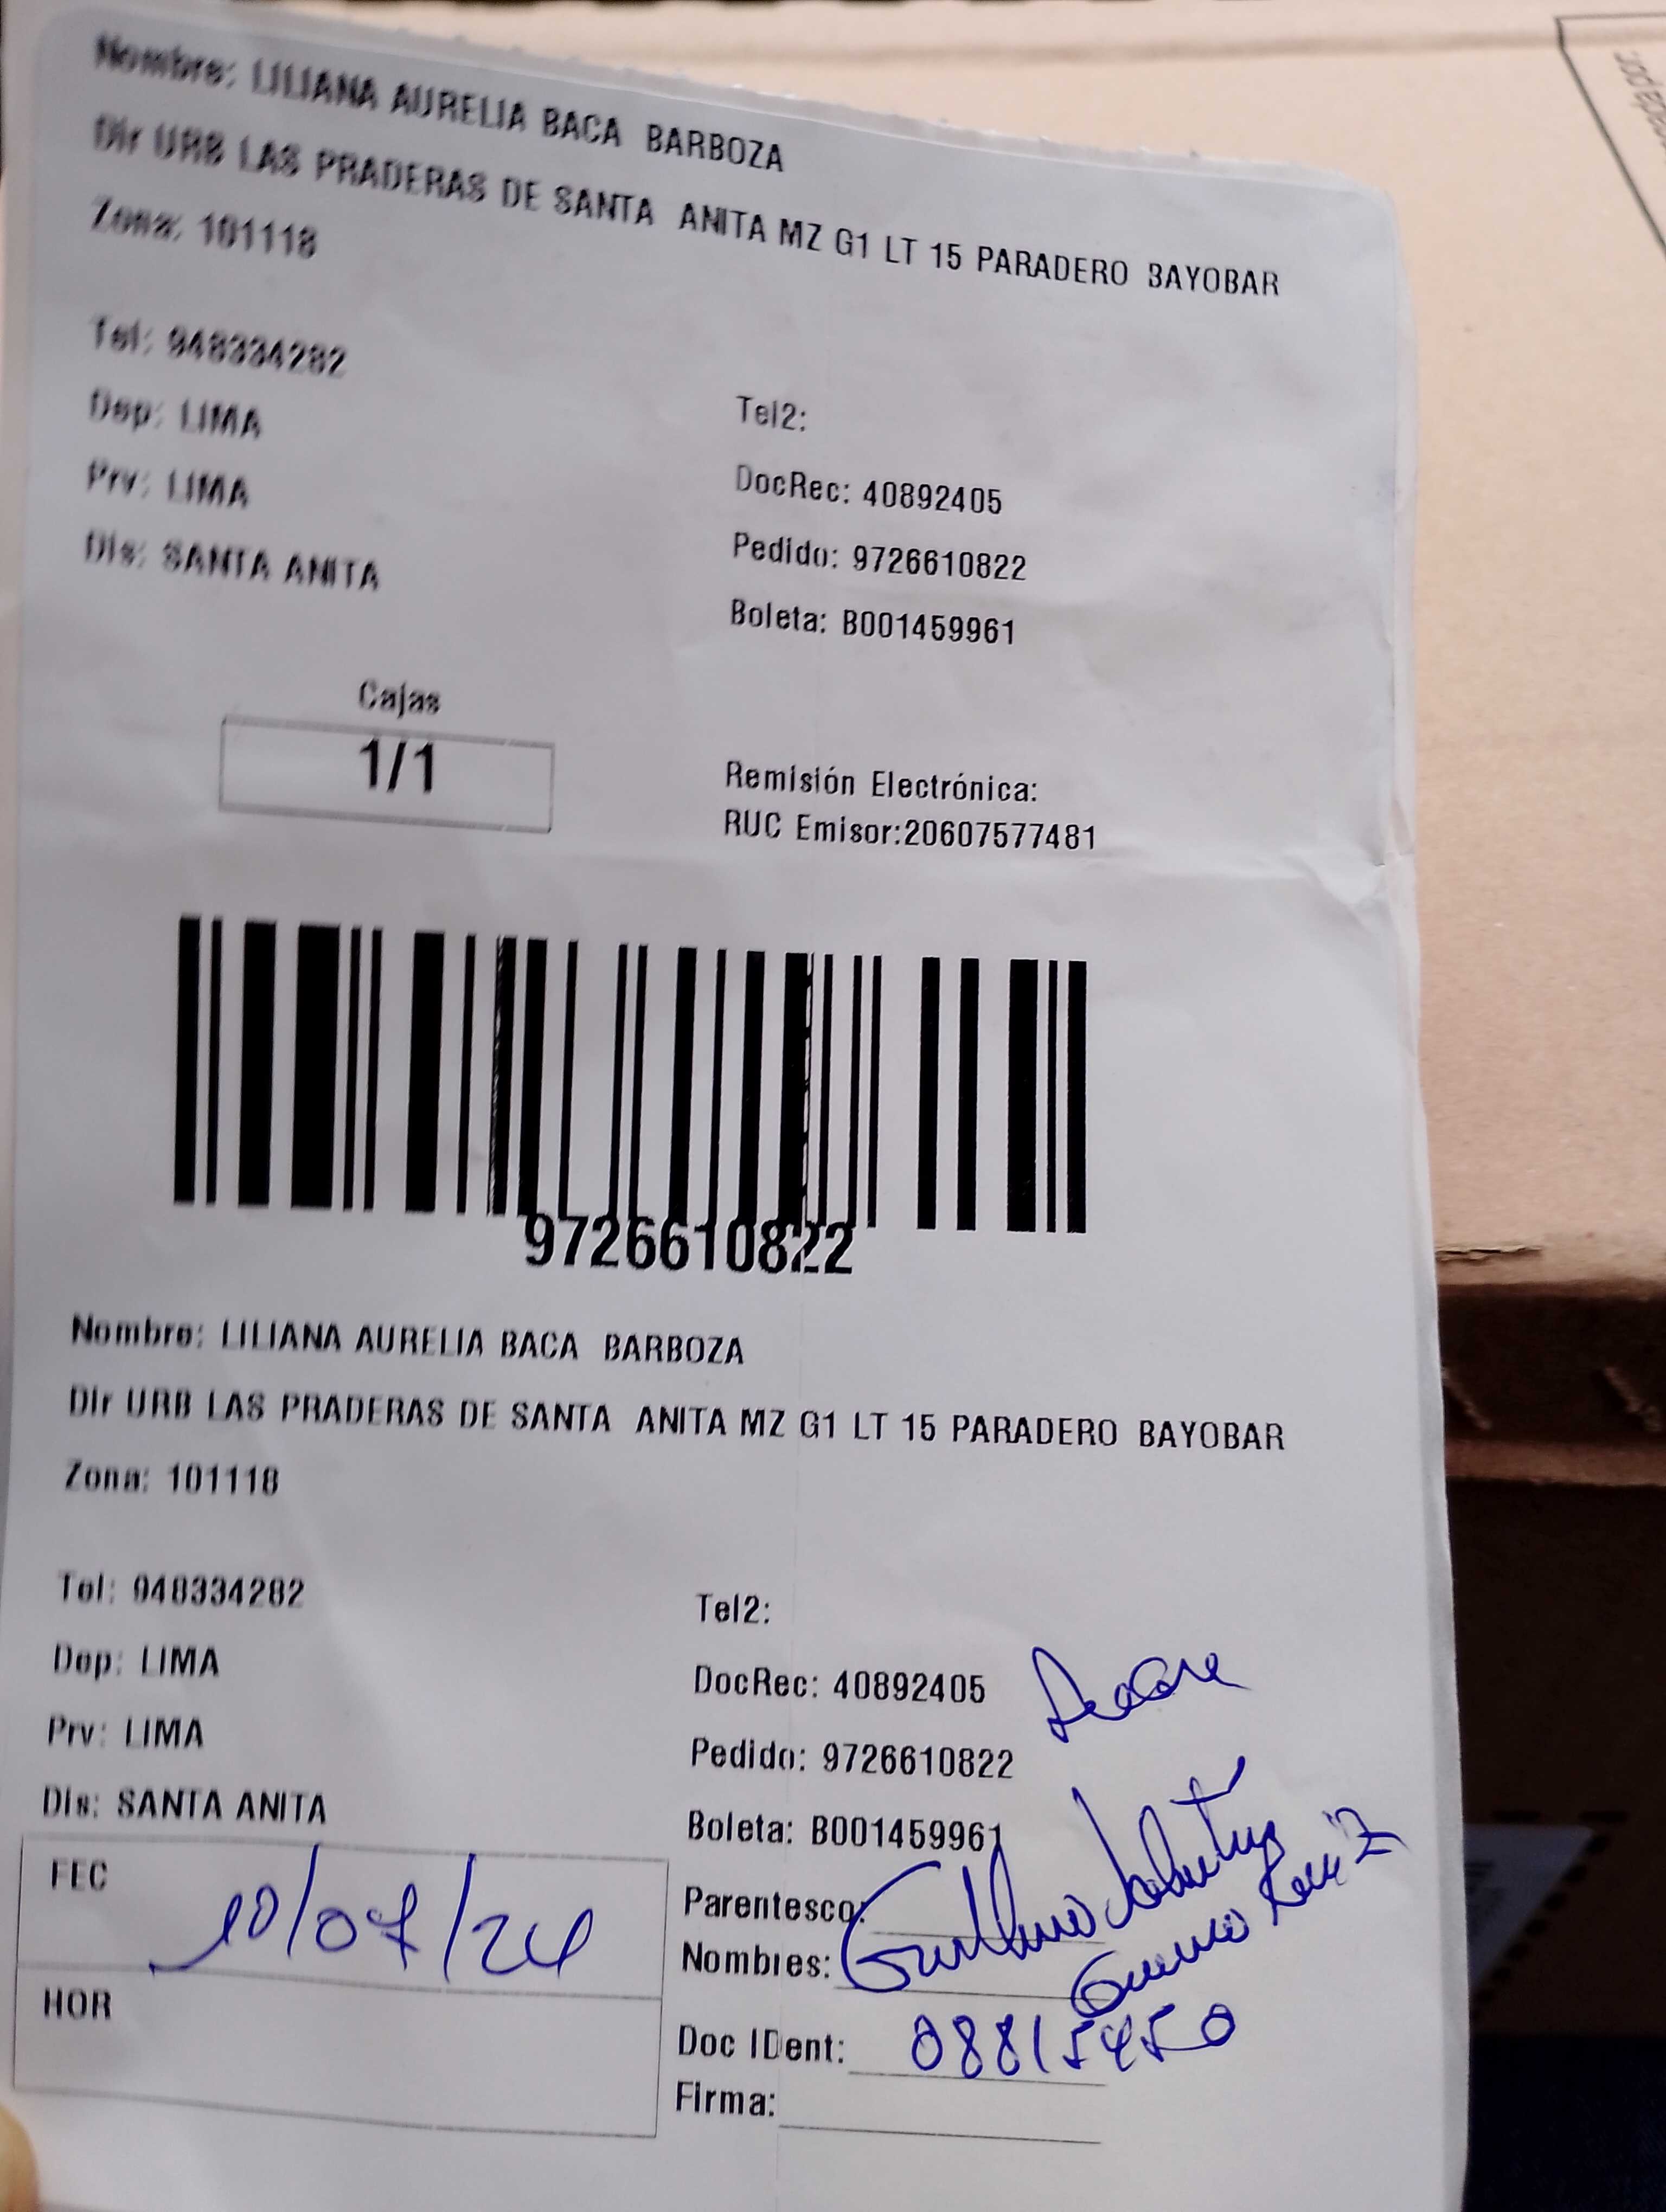 Nombre: LILIANA AURELIA BACA BARBOZA
Dir URB LAS PRADERAS DE SANTA ANITA MZ G1 LT 15 PARADERO BAYOBAR
Zona: 101118
Tel: 948334282
Tel2:
Dep: LIMA
DocRec: 40892405
Prv: LIMA
Pedido: 9726610822
Dis: SANTA ANITA
Boleta: B001459961
Cajas
1/1
Remisión Electrónica:
RUC Emisor:20607577481
9726610822
Nombre: LILIANA AURELIA BACA BARBOZA
Dir URB LAS PRADERAS DE SANTA ANITA MZ G1 LT 15 PARADERO BAYOBAR
Zona: 101118
Tel: 948334282
Tel2:
Dep: LIMA
DocRec: 40892405
Prv: LIMA
Pedido: 9726610822
Dis: SANTA ANITA
Boleta: B001459961
FEC
10/07/24
HOR
Parentesco:
Nombres: Guillermo
Doc IDent: 08815450
Firma: